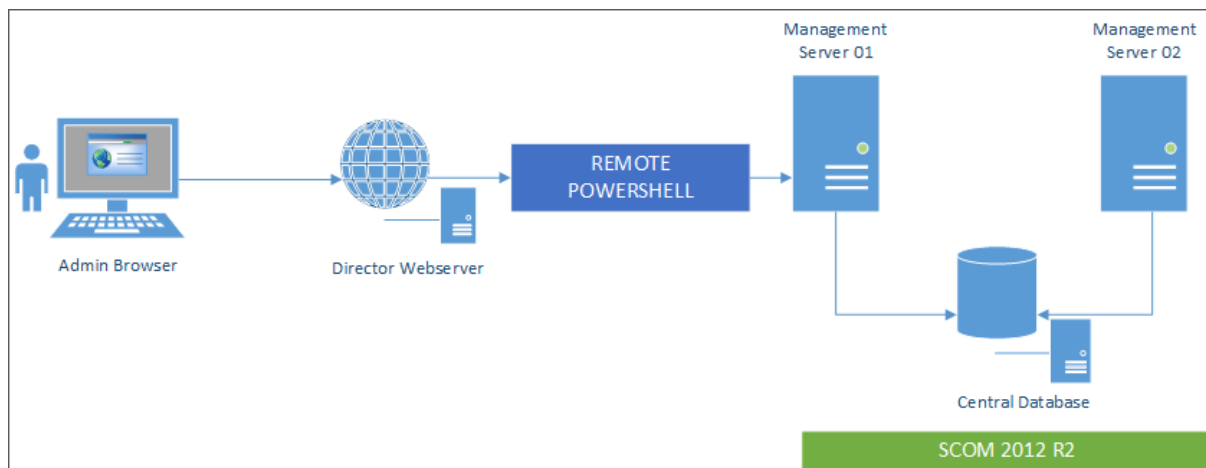 Management
Server 01
Management
Server 02
REMOTE
POWERSHELL
Admin Browser
Director Webserver
Central Database
SCOM 2012 R2